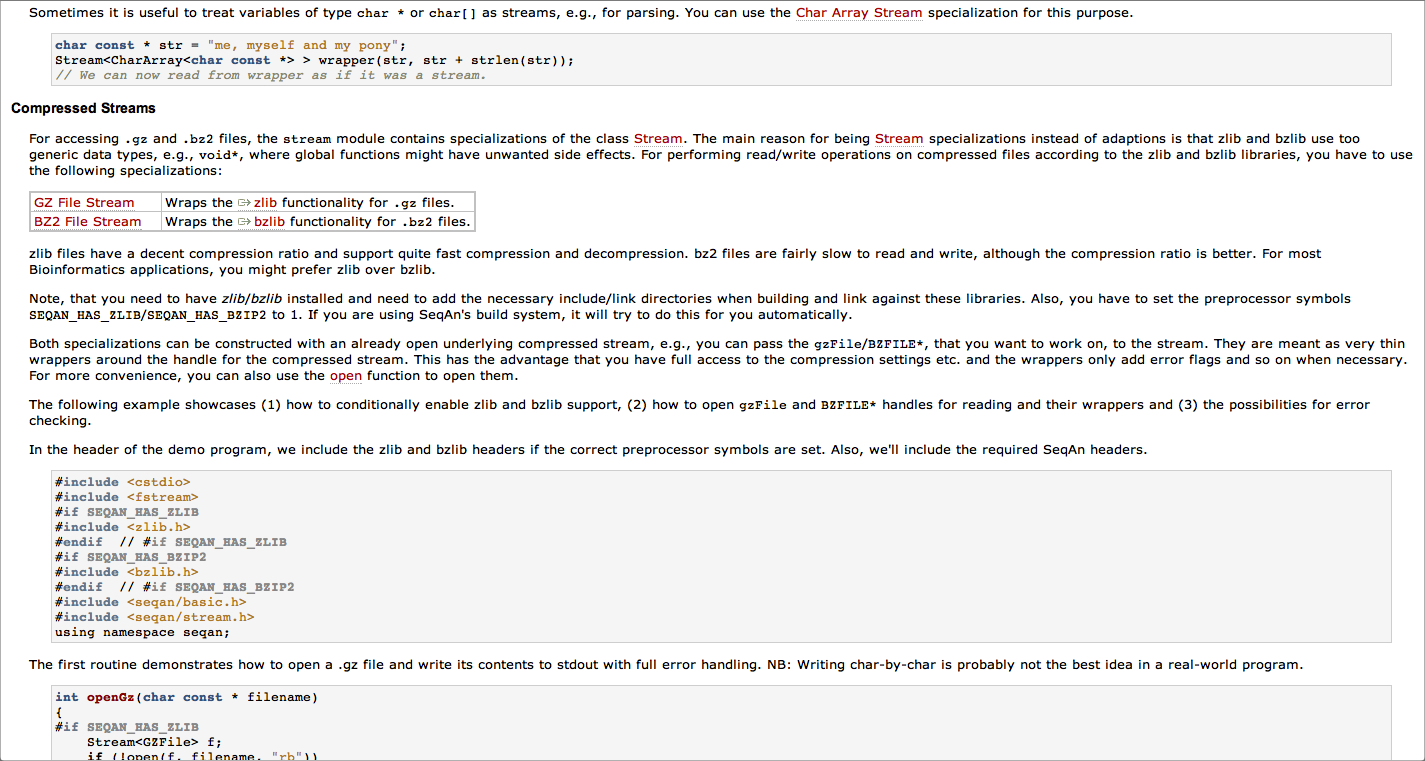 Sometimes it is useful to treat variables of type char * or char[] as streams, e.g., for parsing. You can use the Char Array Stream specialization for this purpose.
char const * str = "me, myself and my pony";
Stream<CharArray<char const *> > wrapper(str, str + strlen(str));
// We can now read from wrapper as if it was a stream.
Compressed Streams
For accessing .gz and .bz2 files, the stream module contains specializations of the class Stream. The main reason for being Stream specializations instead of adaptions is that zlib and bzlib use too
generic data types, e.g., void*, where global functions might have unwanted side effects. For performing read/write operations on compressed files according to the zlib and bzlib libraries, you have to use
the following specializations:
GZ File Stream Wraps the zlib functionality for .gz files.
BZ2 File Stream Wraps the bzlib functionality for .bz2 files.
zlib files have a decent compression ratio and support quite fast compression and decompression. bz2 files are fairly slow to read and write, although the compression ratio is better. For most
Bioinformatics applications, you might prefer zlib over bzlib.
Note, that you need to have zlib/bzlib installed and need to add the necessary include/link directories when building and link against these libraries. Also, you have to set the preprocessor symbols
SEQAN_HAS_ZLIB/SEQAN_HAS_BZIP2 to 1. If you are using SeqAn's build system, it will try to do this for you automatically.
Both specializations can be constructed with an already open underlying compressed stream, e.g., you can pass the gzFile/BZFILE*, that you want to work on, to the stream. They are meant as very thin
wrappers around the handle for the compressed stream. This has the advantage that you have full access to the compression settings etc. and the wrappers only add error flags and so on when necessary.
For more convenience, you can also use the open function to open them.
The following example showcases (1) how to conditionally enable zlib and bzlib support, (2) how to open gzFile and BZFILE* handles for reading and their wrappers and (3) the possibilities for error
checking.
In the header of the demo program, we include the zlib and bzlib headers if the correct preprocessor symbols are set. Also, we'll include the required SeqAn headers.
#include <cstdio>
#include <fstream>
#if SEQAN_HAS_ZLIB
#include <zlib.h>
#endif  // #if SEQAN_HAS_ZLIB
#if SEQAN_HAS_BZIP2
#include <bzlib.h>
#endif  // #if SEQAN_HAS_BZIP2
#include <seqan/basic.h>
#include <seqan/stream.h>
using namespace seqan;
The first routine demonstrates how to open a .gz file and write its contents to stdout with full error handling. NB: Writing char-by-char is probably not the best idea in a real-world program.
int openGz(char const * filename)
{
#if SEQAN_HAS_ZLIB
    Stream<GZFile> f;
    if (!open(f, filename, "rb"))